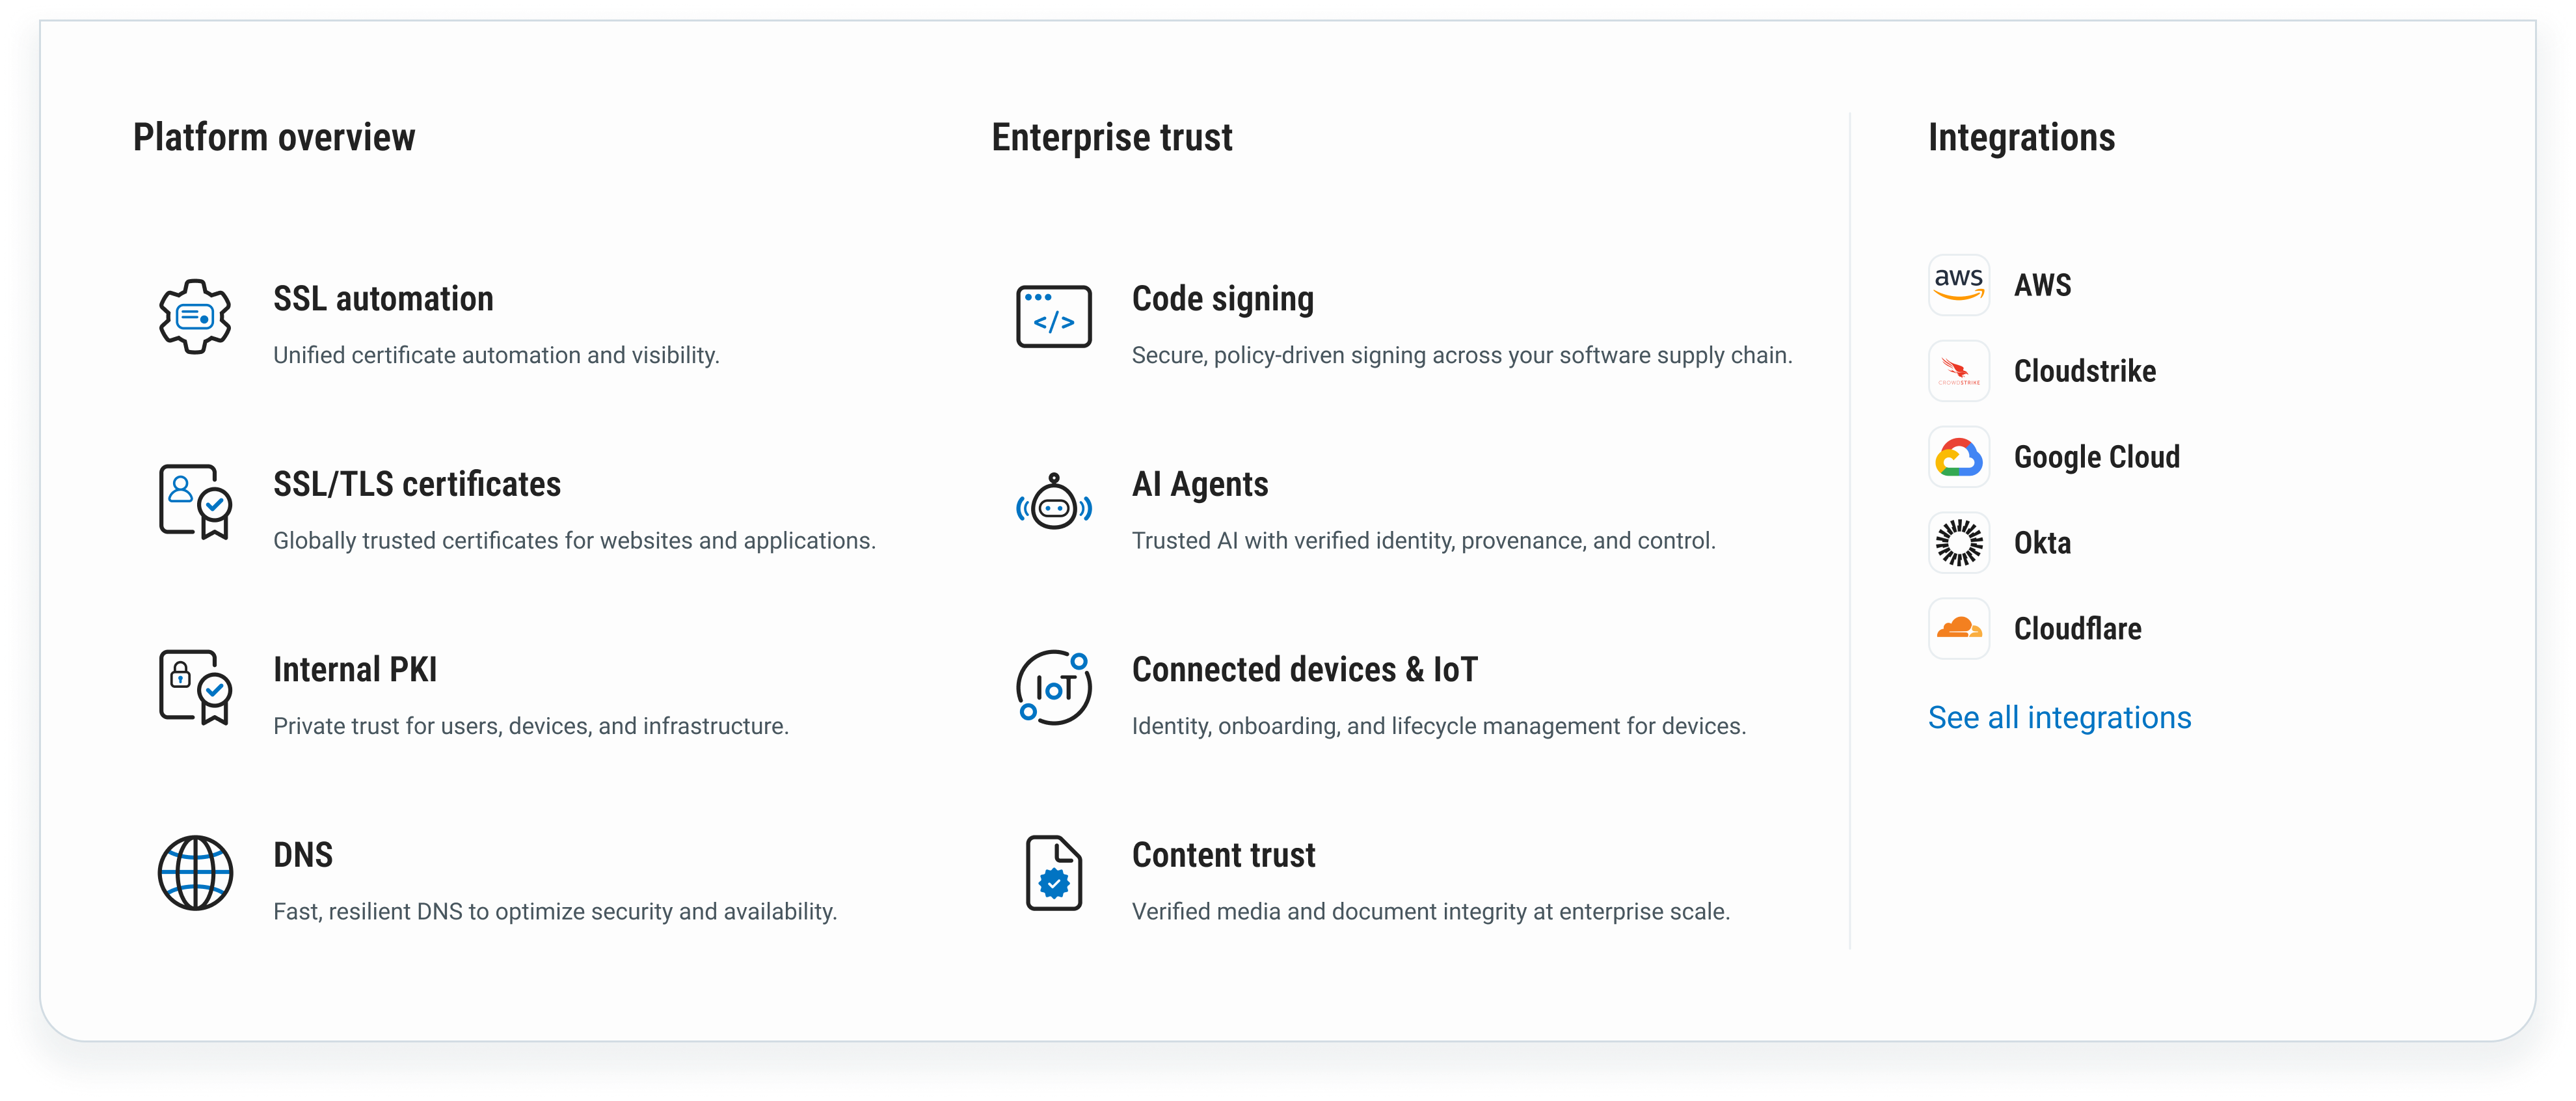 Platform overview
SSL automation
Unified certificate automation and visibility.
SSL/TLS certificates
Globally trusted certificates for websites and applications.
Internal PKI
Private trust for users, devices, and infrastructure.
DNS
Fast, resilient DNS to optimize security and availability.
Enterprise trust
</>
Code signing
Secure, policy-driven signing across your software supply chain.
AI Agents
Trusted AI with verified identity, provenance, and control.
IoT
Connected devices & IoT
Identity, onboarding, and lifecycle management for devices.
Content trust
Verified media and document integrity at enterprise scale.
Integrations
aws
AWS
CROWDSTRIKE
Cloudstrike
Google Cloud
Okta
Cloudflare
See all integrations